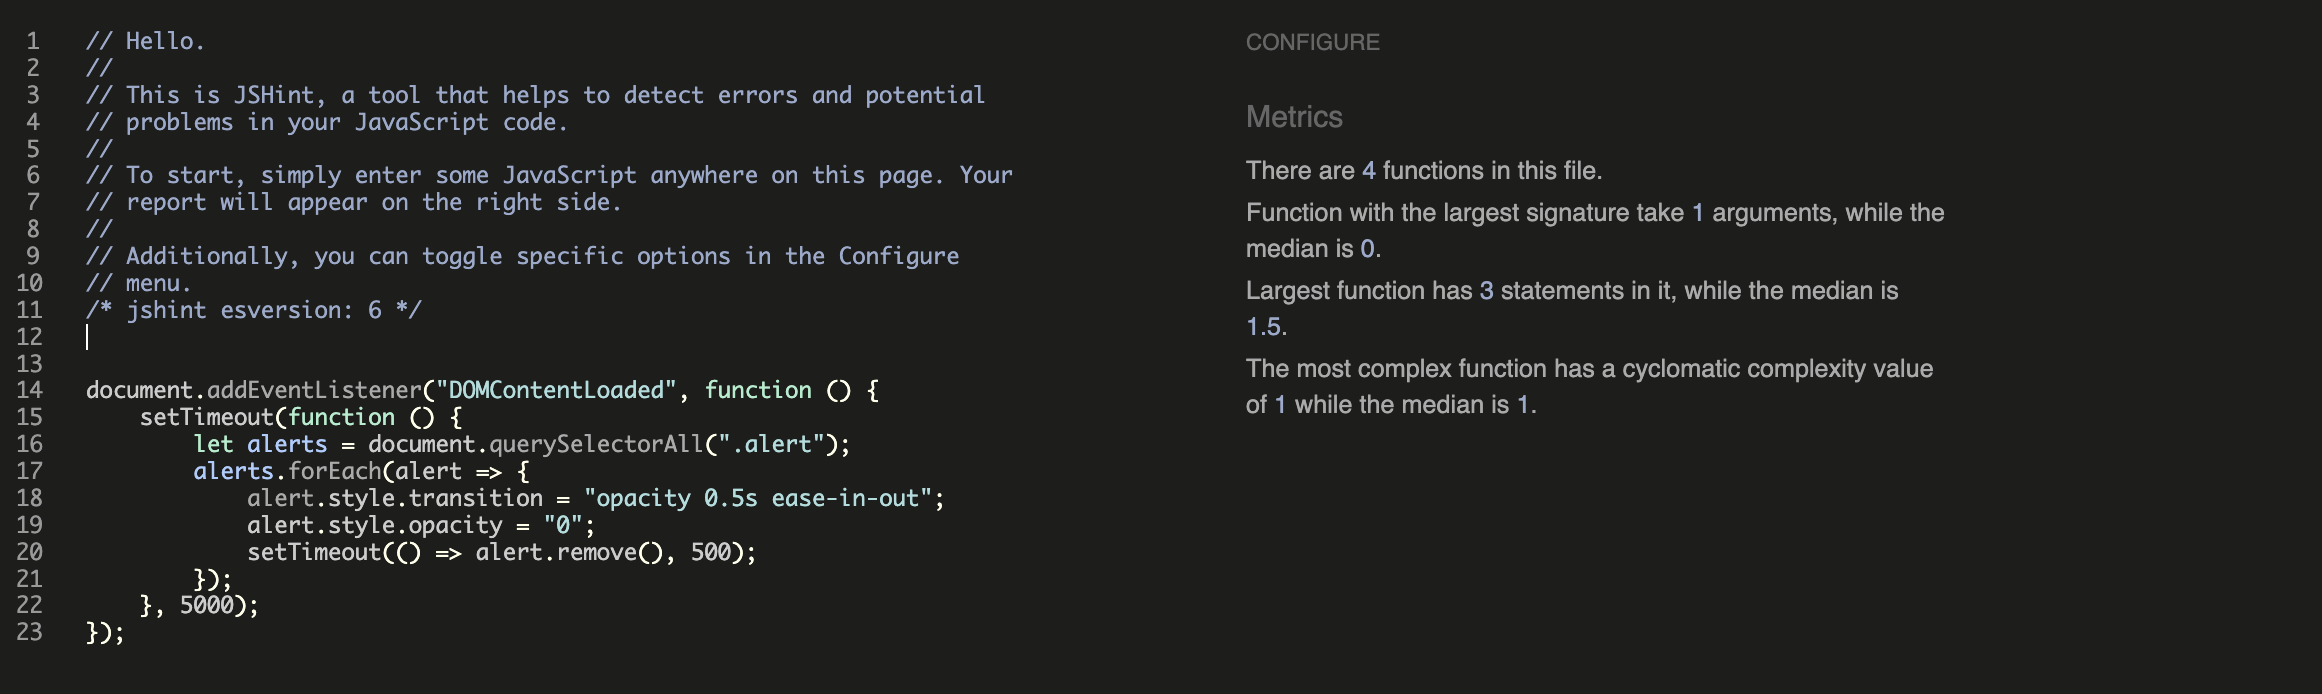 1 // Hello.
2 //
3 // This is JSHint, a tool that helps to detect errors and potential
4 // problems in your JavaScript code.
5 //
6 // To start, simply enter some JavaScript anywhere on this page. Your
7 // report will appear on the right side.
8 //
9 // Additionally, you can toggle specific options in the Configure
10 // menu.
11 /* jshint esversion: 6 */
12
13
14 document.addEventListener("DOMContentLoaded", function () {
15     setTimeout(function () {
16         let alerts = document.querySelectorAll(".alert");
17         alerts.forEach(alert => {
18             alert.style.transition = "opacity 0.5s ease-in-out";
19             alert.style.opacity = "0";
20             setTimeout(() => alert.remove(), 500);
21         });
22     }, 5000);
23 });
CONFIGURE
Metrics
There are 4 functions in this file.
Function with the largest signature take 1 arguments, while the
median is 0.
Largest function has 3 statements in it, while the median is
1.5.
The most complex function has a cyclomatic complexity value
of 1 while the median is 1.